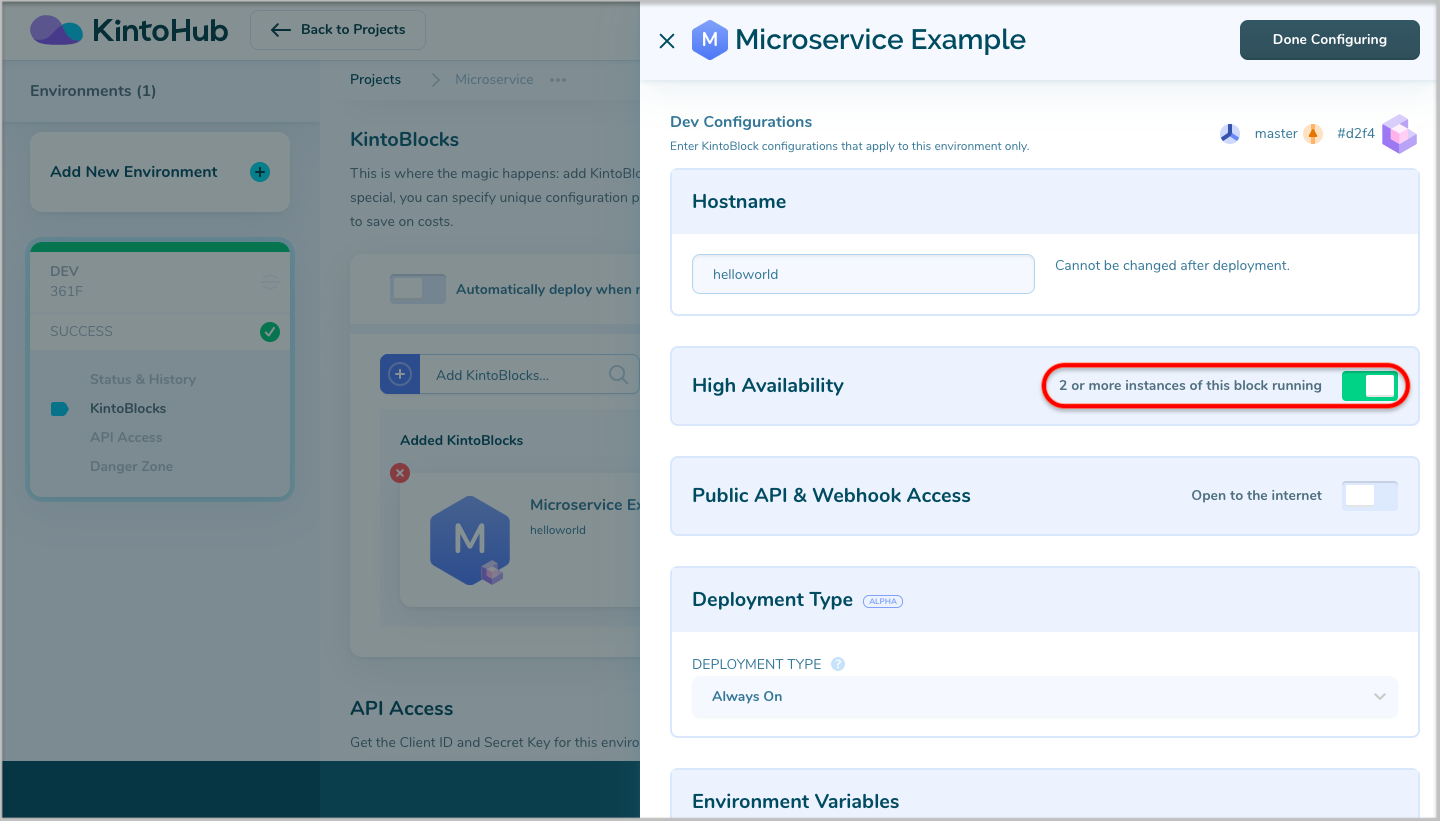 KintoHub
Back to Projects
Environments (1)
Add New Environment
DEV
361F
SUCCESS
Status & History
KintoBlocks
API Access
Danger Zone
Projects
Microservice
KintoBlocks
This is where the magic happens: add KintoBlo
special, you can specify unique configuration p
to save on costs.
Automatically deploy when n
Add KintoBlocks...
Added KintoBlocks
M
Microservice Ex
helloworld
API Access
Get the Client ID and Secret Key for this enviro
M
Microservice Example
Done Configuring
Dev Configurations
Enter KintoBlock configurations that apply to this environment only.
master
#d2f4
Hostname
helloworld
Cannot be changed after deployment.
High Availability
2 or more instances of this block running
Public API & Webhook Access
Open to the internet
Deployment Type
ALPHA
DEPLOYMENT TYPE ?
Always On
Environment Variables